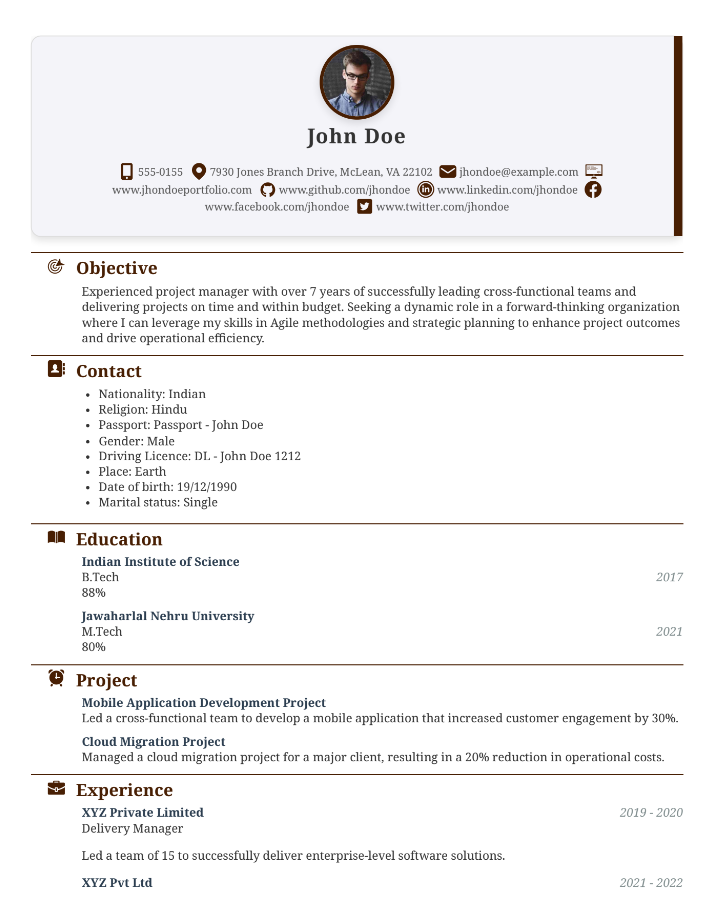 John Doe
555-0155 7930 Jones Branch Drive, McLean, VA 22102 jhondoe@example.com
www.jhondoeportfolio.com www.github.com/jhondoe www.linkedin.com/jhondoe
www.facebook.com/jhondoe www.twitter.com/jhondoe
Objective
Experienced project manager with over 7 years of successfully leading cross-functional teams and
delivering projects on time and within budget. Seeking a dynamic role in a forward-thinking organization
where I can leverage my skills in Agile methodologies and strategic planning to enhance project outcomes
and drive operational efficiency.
Contact
• Nationality: Indian
• Religion: Hindu
• Passport: Passport - John Doe
• Gender: Male
• Driving Licence: DL - John Doe 1212
• Place: Earth
• Date of birth: 19/12/1990
• Marital status: Single
Education
Indian Institute of Science
B.Tech 2017
88%
Jawaharlal Nehru University
M.Tech 2021
80%
Project
Mobile Application Development Project
Led a cross-functional team to develop a mobile application that increased customer engagement by 30%.
Cloud Migration Project
Managed a cloud migration project for a major client, resulting in a 20% reduction in operational costs.
Experience
XYZ Private Limited 2019 - 2020
Delivery Manager
Led a team of 15 to successfully deliver enterprise-level software solutions.
XYZ Pvt Ltd 2021 - 2022